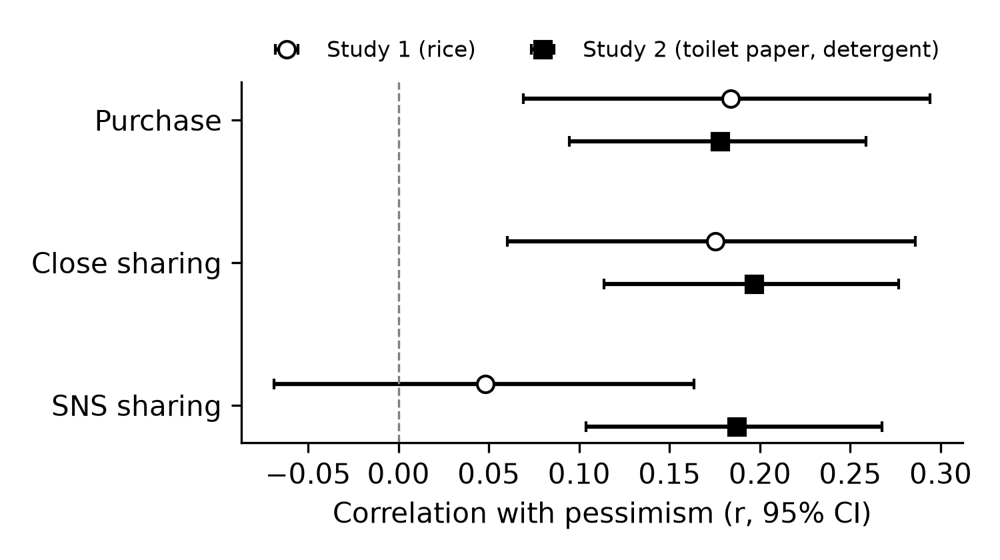 Study 1 (rice)
Study 2 (toilet paper, detergent)
Purchase
Close sharing
SNS sharing
−0.05 0.00 0.05 0.10 0.15 0.20 0.25 0.30
Correlation with pessimism (r, 95% CI)